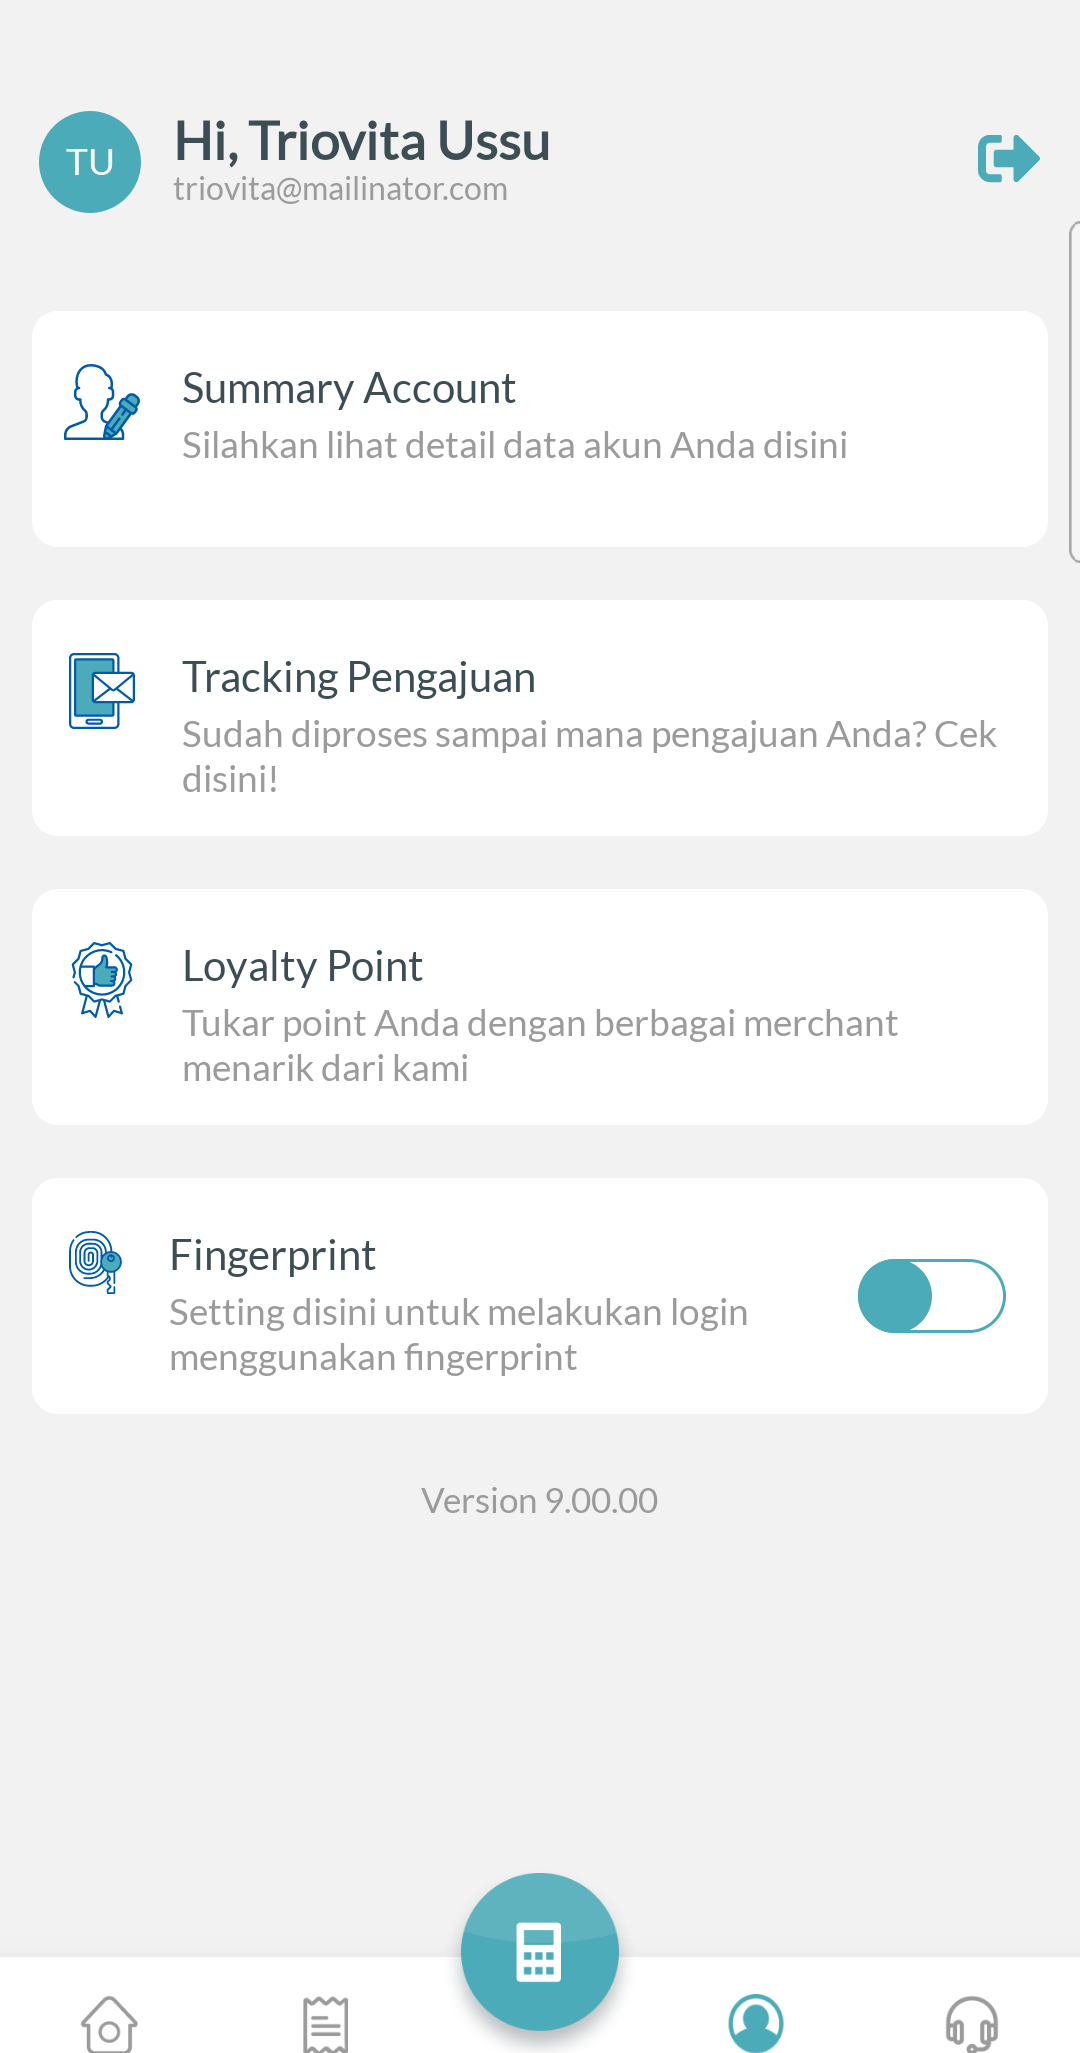 TU
Hi, Triovita Ussu
triovita@mailinator.com
Summary Account
Silahkan lihat detail data akun Anda disini
Tracking Pengajuan
Sudah diproses sampai mana pengajuan Anda? Cek
disini!
Loyalty Point
Tukar point Anda dengan berbagai merchant
menarik dari kami
Fingerprint
Setting disini untuk melakukan login
menggunakan fingerprint
Version 9.00.00